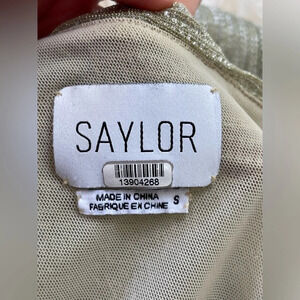 SAYLOR
13904268
MADE IN CHINA
FABRIQUE EN CHINE S